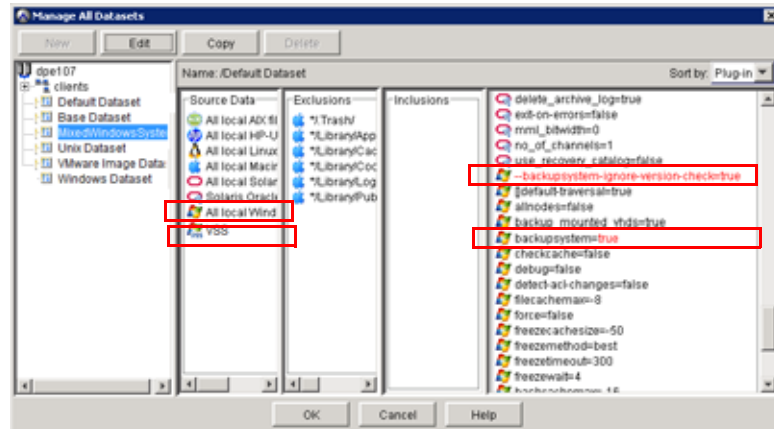 Manage All Datasets
New
Edit
Copy
Delete
dpe107
clients
Default Dataset
Base Dataset
MixedWindowsSyste
Unix Dataset
VMware Image Data
Windows Dataset
Name: /Default Dataset
Sort by: Plug-in
Source Data
All local AIX fil
All local HP-U
All local Linux
All local Macin
All local Solar
Solaris Oracle
All local Wind
VSS
Exclusions
*/.Trash/
*/Library/App
*/Library/Cac
*/Library/Coo
*/Library/Log
*/Library/Pub
Inclusions
delete_archive_log=true
exit-on-errors=false
mml_bitwidth=0
no_of_channels=1
use_recovery_catalog=false
--backupsystem-ignore-version-check=true
[]default-traversal=true
allnodes=false
backup_mounted_vhds=true
backupsystem=true
checkcache=false
debug=false
detect-acl-changes=false
filecachemax=-8
force=false
freezecachesize=-50
freezemethod=best
freezetimeout=300
freezewait=4
hashcachemax=-16
OK
Cancel
Help